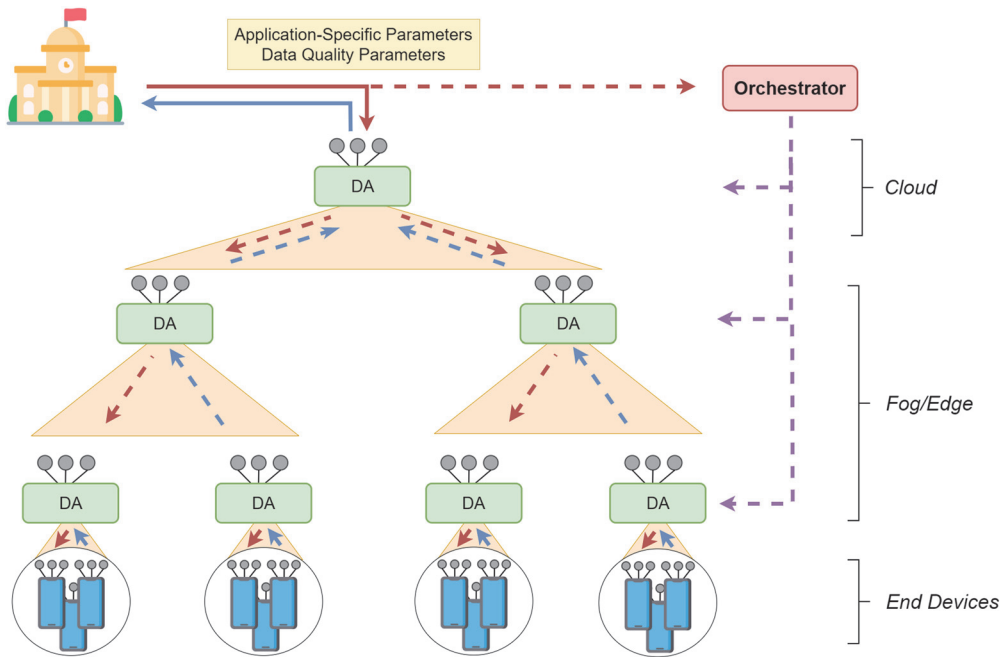 Application-Specific Parameters
Data Quality Parameters
Orchestrator
DA
Cloud
DA
DA
Fog/Edge
DA
DA
DA
DA
End Devices